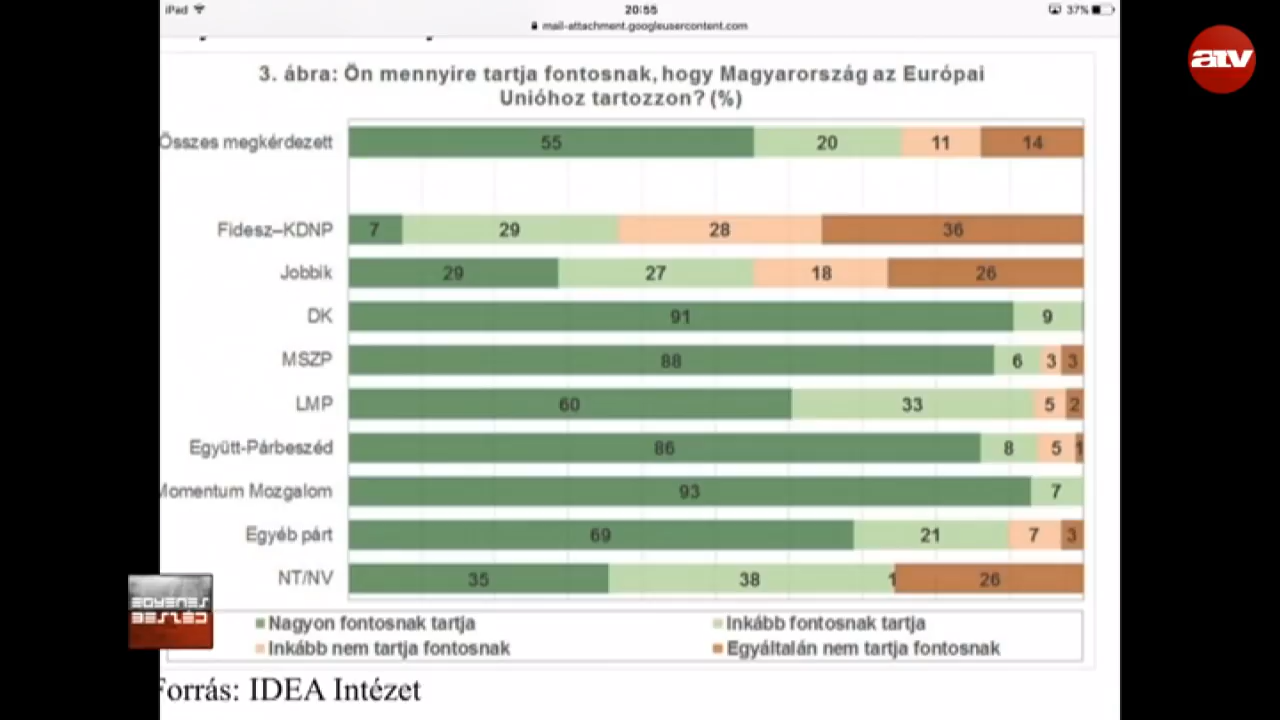 iPad
20:55
37%
mail-attachment.googleusercontent.com
atv
3. ábra: Ön mennyire tartja fontosnak, hogy Magyarország az Európai
Unióhoz tartozzon? (%)
Összes megkérdezett 55 20 11 14
Fidesz–KDNP 7 29 28 36
Jobbik 29 27 18 26
DK 91 9
MSZP 88 6 3 3
LMP 60 33 5 2
Együtt-Párbeszéd 86 8 5 1
Momentum Mozgalom 93 7
Egyéb párt 69 21 7 3
NT/NV 35 38 1 26
Nagyon fontosnak tartja
Inkább fontosnak tartja
Inkább nem tartja fontosnak
Egyáltalán nem tartja fontosnak
EGYENES
BESZÉD
Forrás: IDEA Intézet